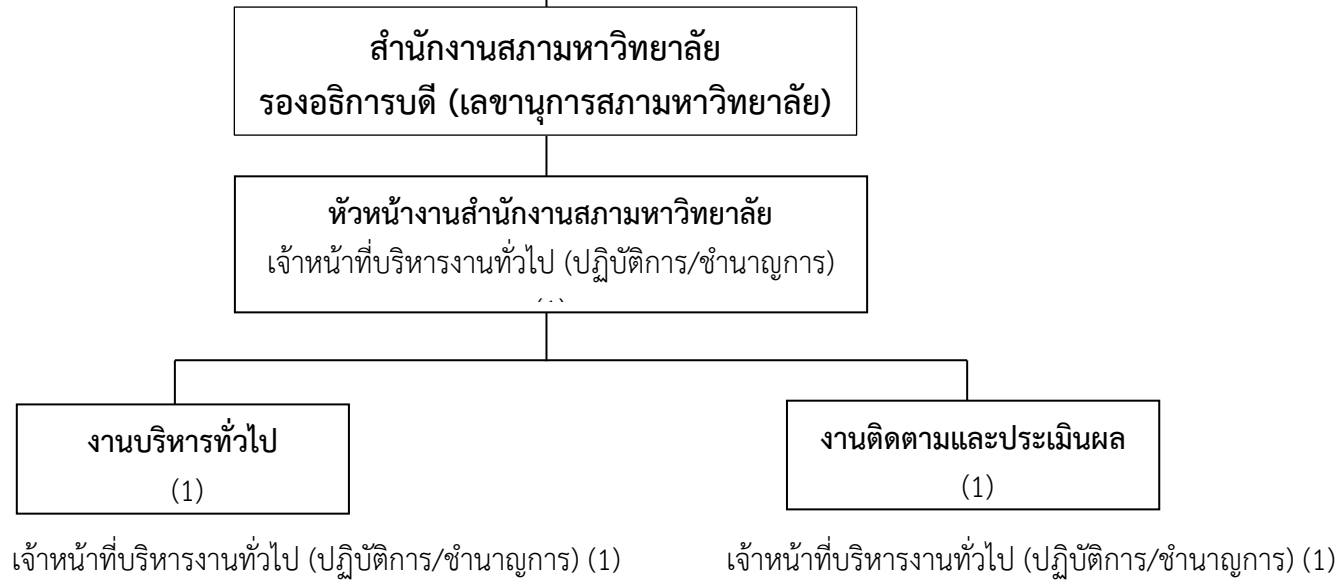 สำนักงานสภามหาวิทยาลัย
รองอธิการบดี (เลขานุการสภามหาวิทยาลัย)
หัวหน้างานสำนักงานสภามหาวิทยาลัย
เจ้าหน้าที่บริหารงานทั่วไป (ปฏิบัติการ/ชำนาญการ)
งานบริหารทั่วไป
(1)
งานติดตามและประเมินผล
(1)
เจ้าหน้าที่บริหารงานทั่วไป (ปฏิบัติการ/ชำนาญการ) (1)
เจ้าหน้าที่บริหารงานทั่วไป (ปฏิบัติการ/ชำนาญการ) (1)